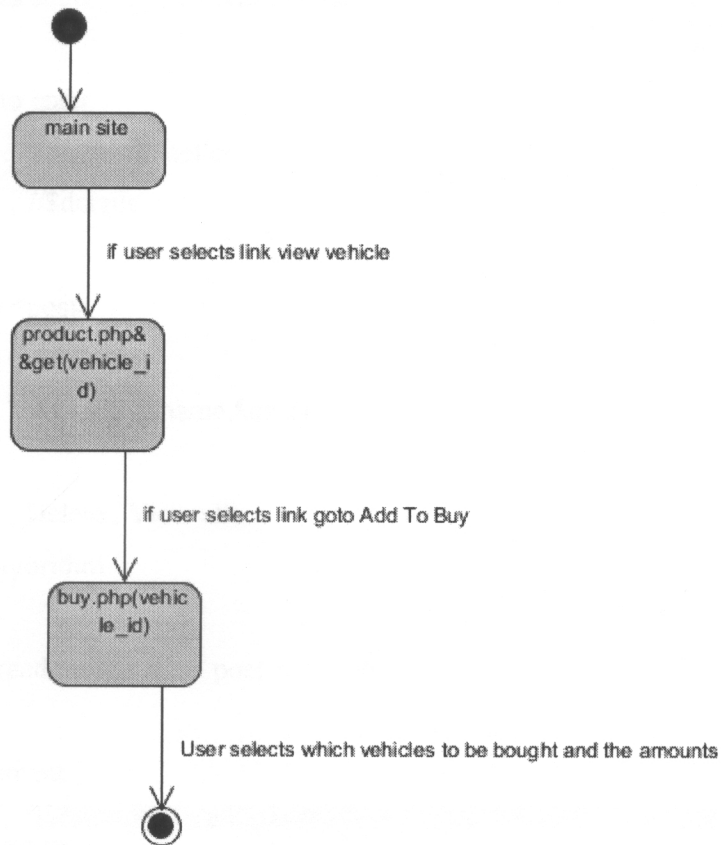 main site
if user selects link view vehicle
product.php&
&get(vehicle_i
d)
if user selects link goto Add To Buy
buy.php(vehic
le_id)
User selects which vehicles to be bought and the amounts